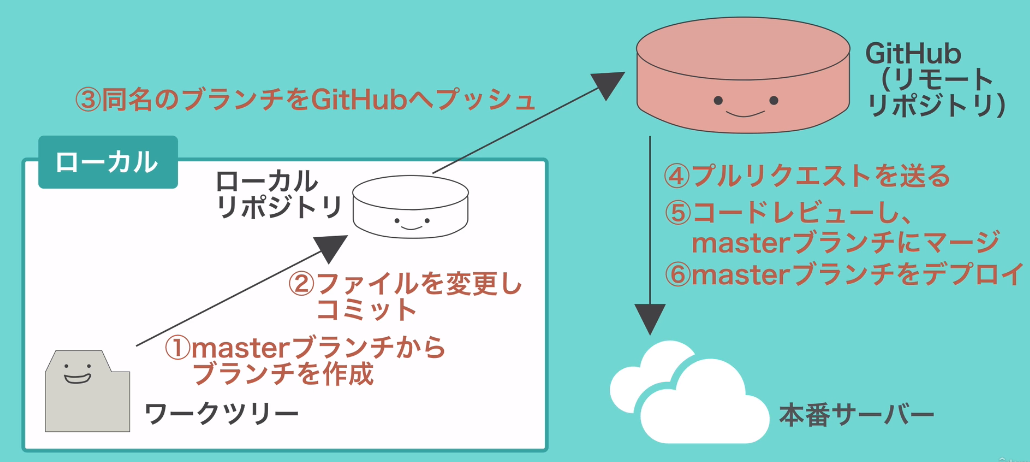 ③同名のブランチをGitHubへプッシュ
GitHub
（リモート
リポジトリ）
ローカル
ローカル
リポジトリ
④プルリクエストを送る
⑤コードレビューし、
masterブランチにマージ
⑥masterブランチをデプロイ
②ファイルを変更し
コミット
①masterブランチから
ブランチを作成
ワークツリー
本番サーバー